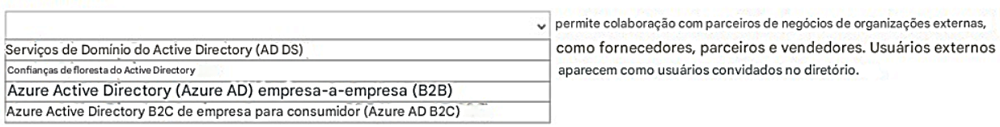 permite colaboração com parceiros de negócios de organizações externas,
como fornecedores, parceiros e vendedores. Usuários externos
aparecem como usuários convidados no diretório.
Serviços de Domínio do Active Directory (AD DS)
Confianças de floresta do Active Directory
Azure Active Directory (Azure AD) empresa-a-empresa (B2B)
Azure Active Directory B2C de empresa para consumidor (Azure AD B2C)